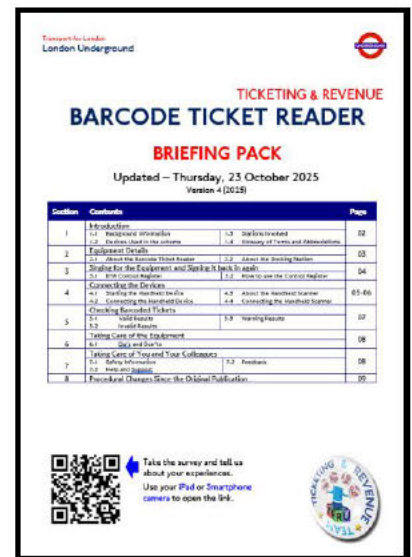 Transport for London
London Underground
UNDERGROUND
TICKETING & REVENUE
BARCODE TICKET READER
BRIEFING PACK
Updated – Thursday, 23 October 2025
Version 4 (2025)
Section Contents Page
1 Introduction 02
1.1 Background Information 1.3 Stations Involved
1.2 Devices Used in the scheme 1.4 Glossary of Terms and Abbreviations
2 Equipment Details 03
2.1 About the Barcode Ticket Reader 2.2 About the Docking Station
3 Signing for the Equipment and Signing It back In again 04
3.1 BTR Control Register 3.2 How to use the Control Register
4 Connecting the Devices 05-06
4.1 Starting the Handheld Device 4.3 About the Handheld Scanner
4.2 Connecting the Handheld Device 4.4 Connecting the Handheld Scanner
5 Checking Barcoded Tickets 07
5.1 Valid Results 5.3 Warning Results
5.2 Invalid Results
6 Taking Care of the Equipment 08
6.1 Do's and Don'ts
7 Taking Care of You and Your Colleagues 08
7.1 Safety Information 7.3 Feedback
7.2 Help and Support
8 Procedural Changes Since the Original Publication 09
Take the survey and tell us
about your experiences.
Use your iPad or Smartphone
camera to open the link.
TICKETING & REVENUE
TEAM